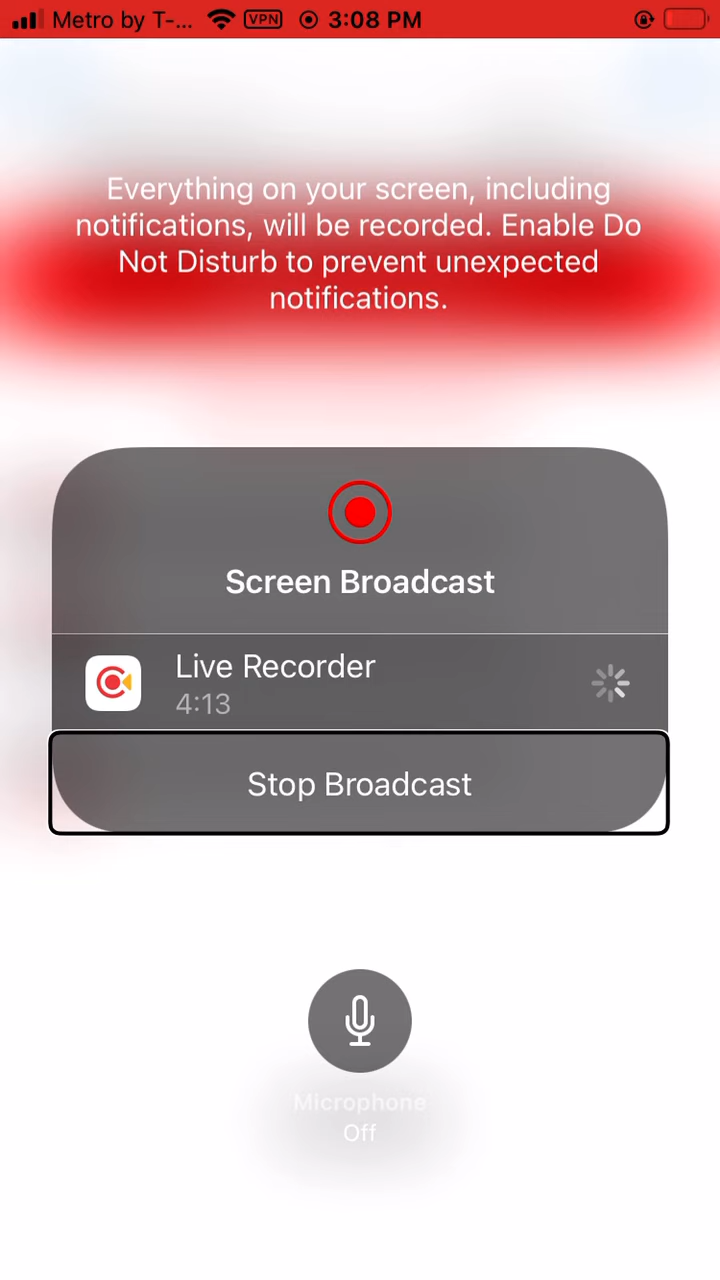 Metro by T-... VPN 3:08 PM
Everything on your screen, including
notifications, will be recorded. Enable Do
Not Disturb to prevent unexpected
notifications.
Screen Broadcast
Live Recorder
4:13
Stop Broadcast
Microphone
Off